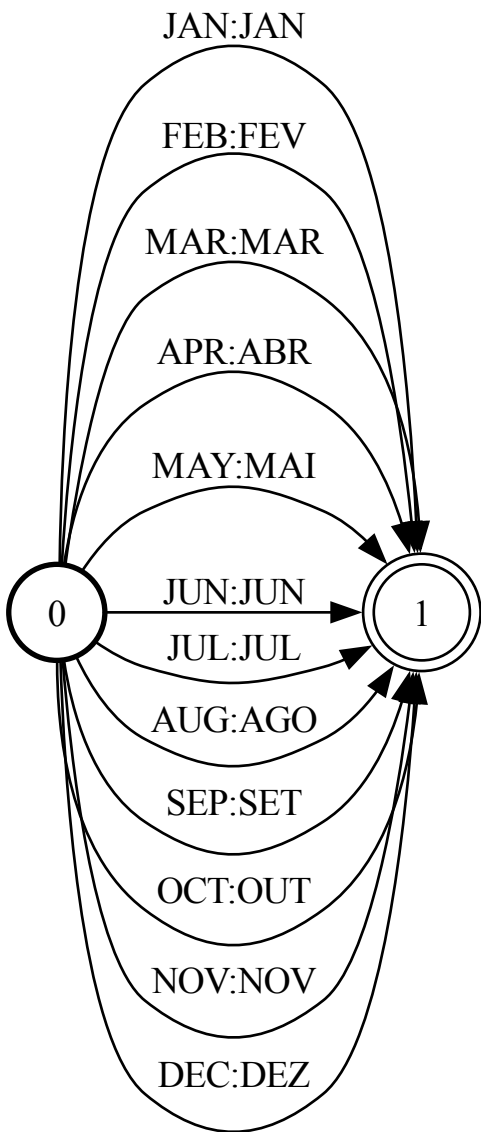 JAN:JAN
FEB:FEV
MAR:MAR
APR:ABR
MAY:MAI
0
JUN:JUN
1
JUL:JUL
AUG:AGO
SEP:SET
OCT:OUT
NOV:NOV
DEC:DEZ